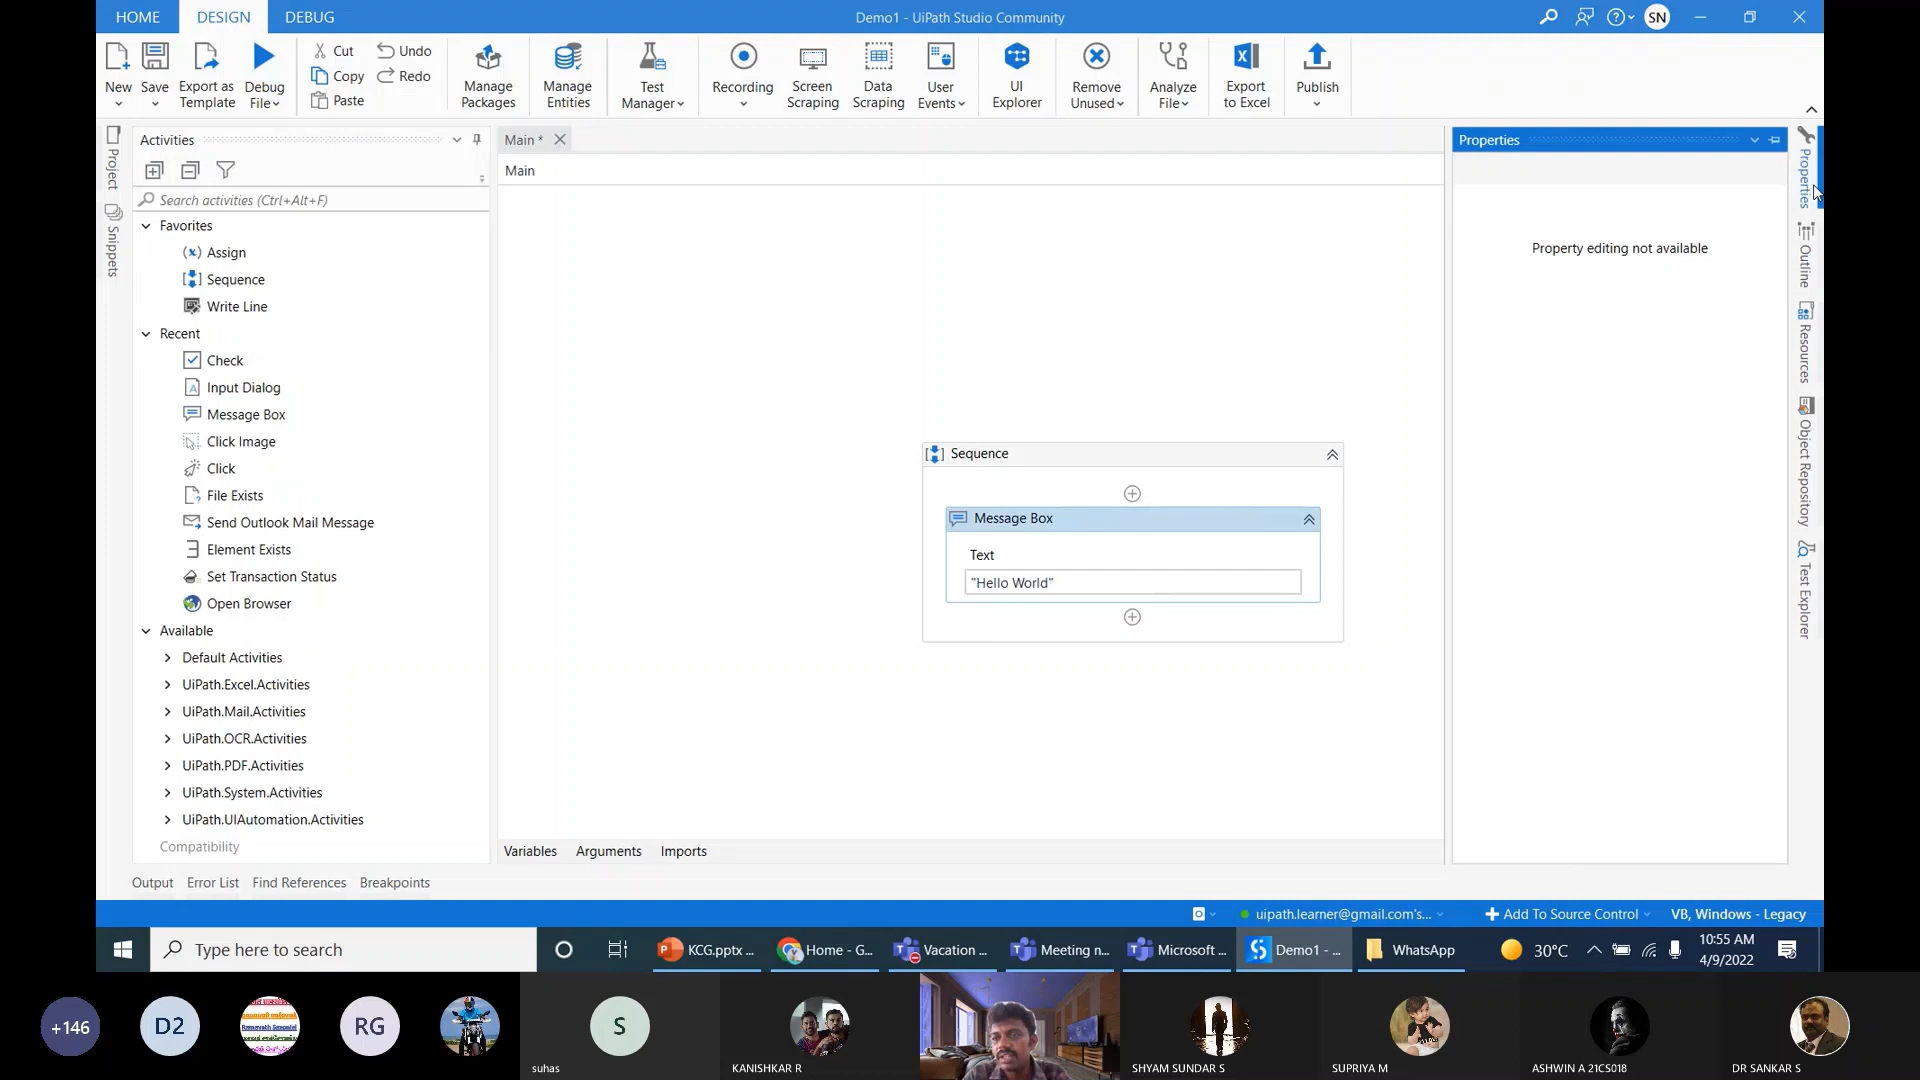 HOME DESIGN DEBUG Demo1 - UiPath Studio Community SN
New Save Export as Template Debug File Cut Copy Paste Undo Redo Manage Packages Manage Entities Test Manager Recording Screen Scraping Data Scraping User Events UI Explorer Remove Unused Analyze File Export to Excel Publish
Project
Snippets
Activities
Search activities (Ctrl+Alt+F)
Favorites
Assign
Sequence
Write Line
Recent
Check
Input Dialog
Message Box
Click Image
Click
File Exists
Send Outlook Mail Message
Element Exists
Set Transaction Status
Open Browser
Available
Default Activities
UiPath.Excel.Activities
UiPath.Mail.Activities
UiPath.OCR.Activities
UiPath.PDF.Activities
UiPath.System.Activities
UiPath.UIAutomation.Activities
Compatibility
Main *
Main
Sequence
Message Box
Text
"Hello World"
Variables Arguments Imports
Properties
Property editing not available
Properties
Outline
Resources
Object Repository
Test Explorer
Output Error List Find References Breakpoints
uipath.learner@gmail.com's... Add To Source Control VB, Windows - Legacy
Type here to search KCG.pptx ... Home - G... Vacation ... Meeting n... Microsoft ... Demo1 - ... WhatsApp 30°C 10:55 AM
4/9/2022
+146 D2 RG S
suhas KANISHKAR R SHYAM SUNDAR S SUPRIYA M ASHWIN A 21CS018 DR SANKAR S